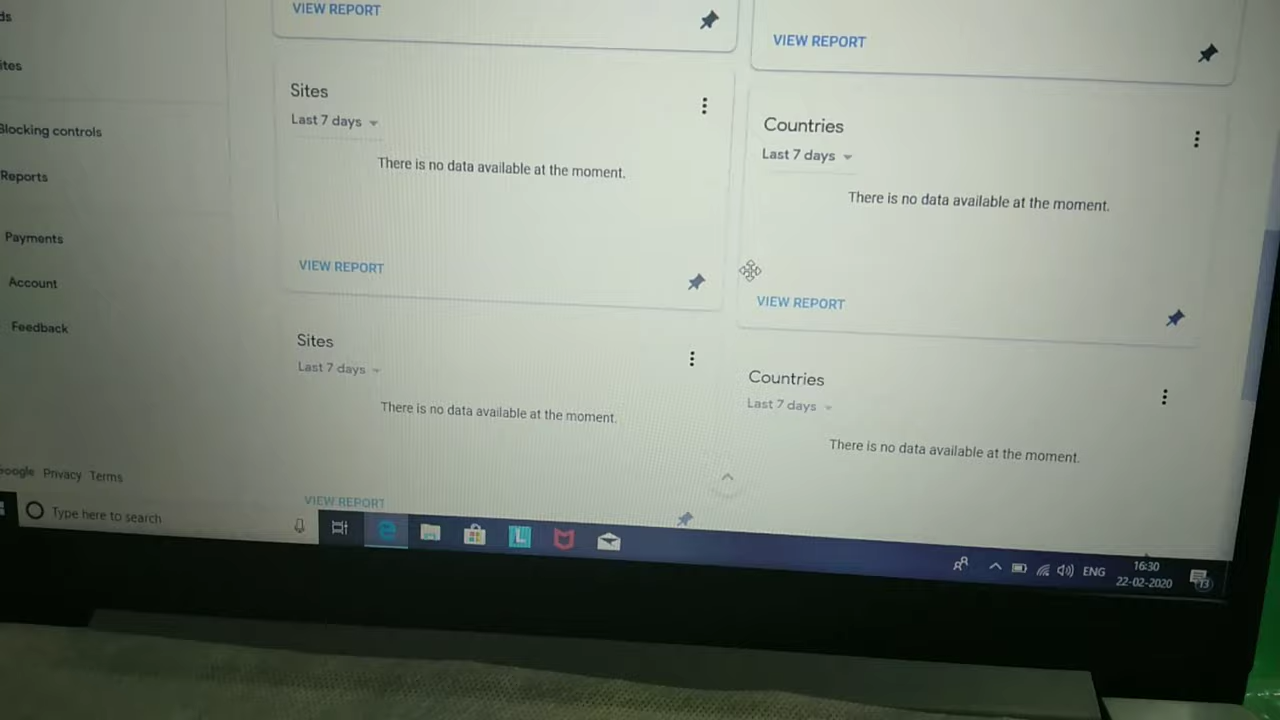 VIEW REPORT
VIEW REPORT
Blocking controls
Reports
Payments
Account
Feedback
Sites
Last 7 days
There is no data available at the moment.
VIEW REPORT
Countries
Last 7 days
There is no data available at the moment.
VIEW REPORT
Sites
Last 7 days
There is no data available at the moment.
VIEW REPORT
Countries
Last 7 days
There is no data available at the moment.
Google Privacy Terms
Type here to search
L
ENG
16:30
22-02-2020
13